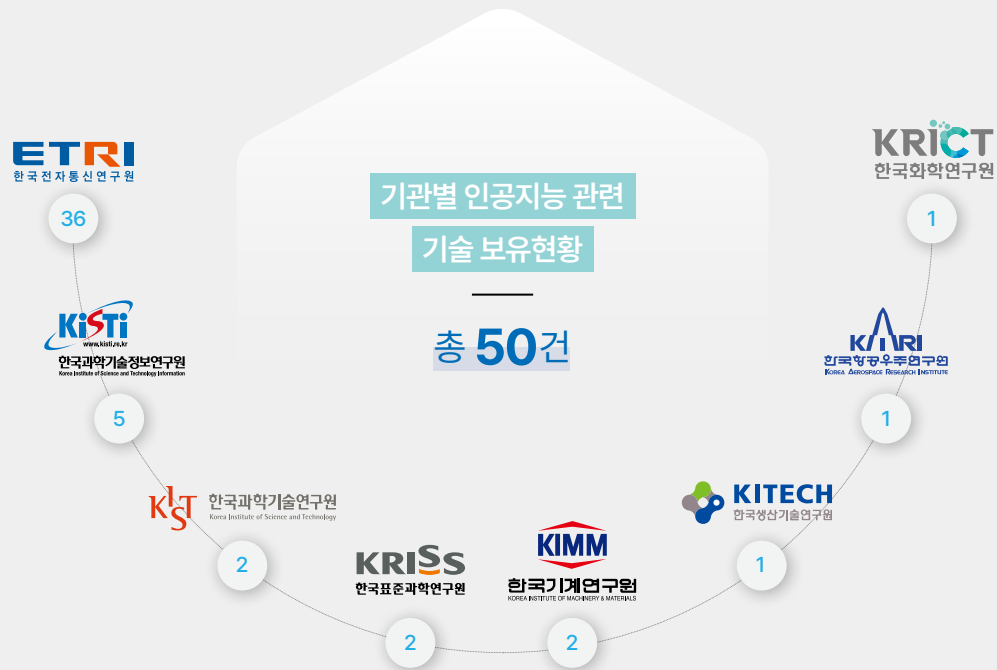 기관별 인공지능 관련
기술 보유현황
총 50건
ETRI
한국전자통신연구원
36
KiSTi
www.kisti.re.kr
한국과학기술정보연구원
Korea Institute of Science and Technology Information
5
KIST
한국과학기술연구원
Korea Institute of Science and Technology
2
KRISS
한국표준과학연구원
2
KIMM
한국기계연구원
KOREA INSTITUTE OF MACHINERY & MATERIALS
2
KITECH
한국생산기술연구원
1
KARI
한국항공우주연구원
KOREA AEROSPACE RESEARCH INSTITUTE
1
KRICT
한국화학연구원
1